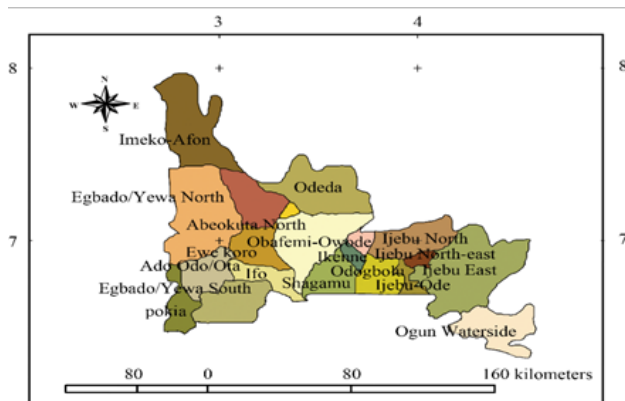 3 4
8 8
N
W E
S
Imeko-Afon
Odeda
Egbado/Yewa North
Abeokuta North
Ijebu North
7 7
Obafemi-Owode
Ewe koro
Ijebu North-east
Ikenne
Ado Odo/Ota
Ifo
Odogbolu
Ijebu East
Egbado/Yewa South
Shagamu
Ijebu-Ode
pokia
Ogun Waterside
80 0 80 160 kilometers